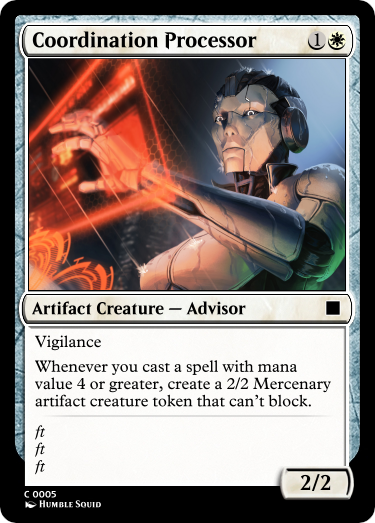 Coordination Processor 1
Artifact Creature — Advisor
Vigilance
Whenever you cast a spell with mana
value 4 or greater, create a 2/2 Mercenary
artifact creature token that can't block.
ft
ft
ft
2/2
C 0005
Humble Squid